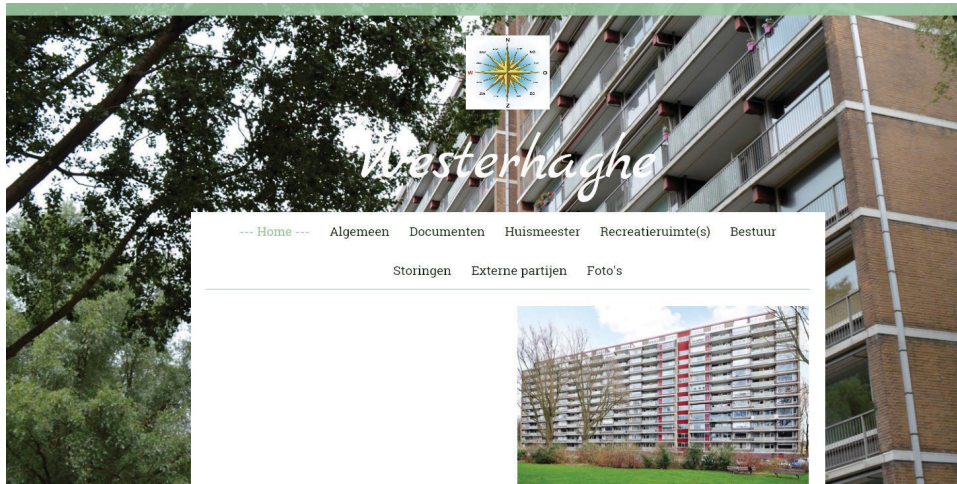 N
W
O
Z
Westerhaghe
--- Home --- Algemeen Documenten Huismeester Recreatieruimte(s) Bestuur
Storingen Externe partijen Foto's